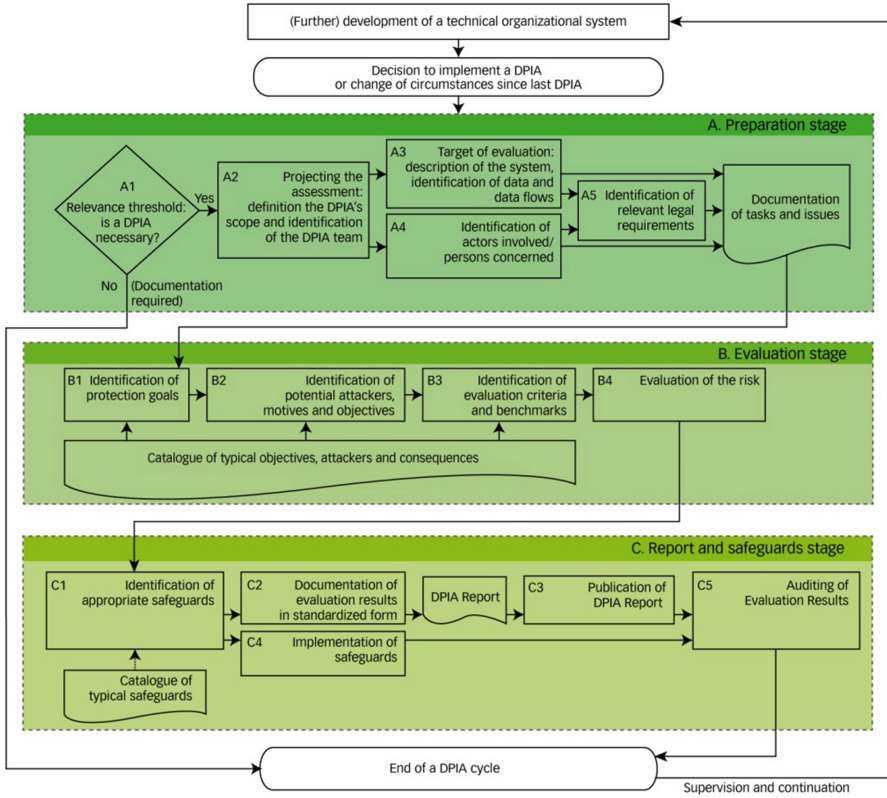 (Further) development of a technical organizational system
Decision to implement a DPIA
or change of circumstances since last DPIA
A. Preparation stage
A1
Relevance threshold:
is a DPIA
necessary?
Yes
No
(Documentation
required)
A2
Projecting the
assessment:
definition the DPIA's
scope and identification
of the DPIA team
A3
Target of evaluation:
description of the system,
identification of data and
data flows
A4
Identification of
actors involved/
persons concerned
A5
Identification of
relevant legal
requirements
Documentation
of tasks and issues
B. Evaluation stage
B1
Identification of
protection goals
B2
Identification of
potential attackers,
motives and objectives
B3
Identification of
evaluation criteria
and benchmarks
B4
Evaluation of the risk
Catalogue of typical objectives, attackers and consequences
C. Report and safeguards stage
C1
Identification of
appropriate safeguards
C2
Documentation of
evaluation results
in standardized form
DPIA Report
C3
Publication of
DPIA Report
C5
Auditing of
Evaluation Results
C4
Implementation of
safeguards
Catalogue of
typical safeguards
End of a DPIA cycle
Supervision and continuation